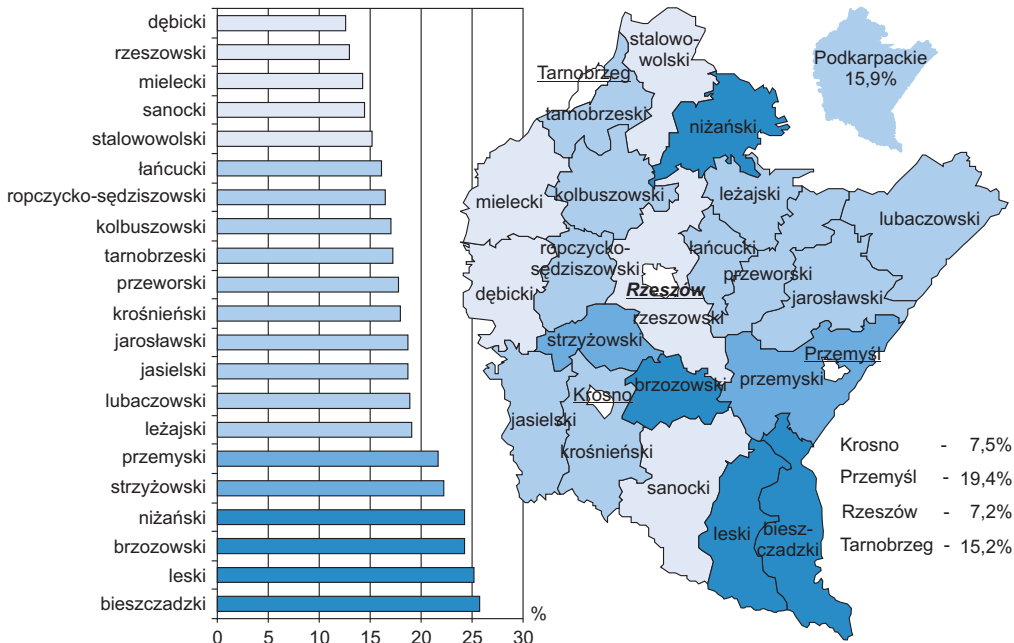 dębicki
rzeszowski
mielecki
sanocki
stalowowolski
łańcucki
ropczycko-sędziszowski
kolbuszowski
tarnobrzeski
przeworski
krośnieński
jarosławski
jasielski
lubaczowski
leżajski
przemyski
strzyżowski
niżański
brzozowski
leski
bieszczadzki
0 5 10 15 20 25 30
%
stalowo-
wolski
Tarnobrzeg
tarnobrzeski
niżański
Podkarpackie
15,9%
mielecki
kolbuszowski
leżajski
lubaczowski
ropczycko-
sędziszowski
łańcucki
przeworski
jarosławski
dębicki
Rzeszów
rzeszowski
strzyżowski
Przemyśl
przemyski
brzozowski
Krosno
jasielski
krośnieński
sanocki
leski
biesz-
czadzki
Krosno - 7,5%
Przemyśl - 19,4%
Rzeszów - 7,2%
Tarnobrzeg - 15,2%